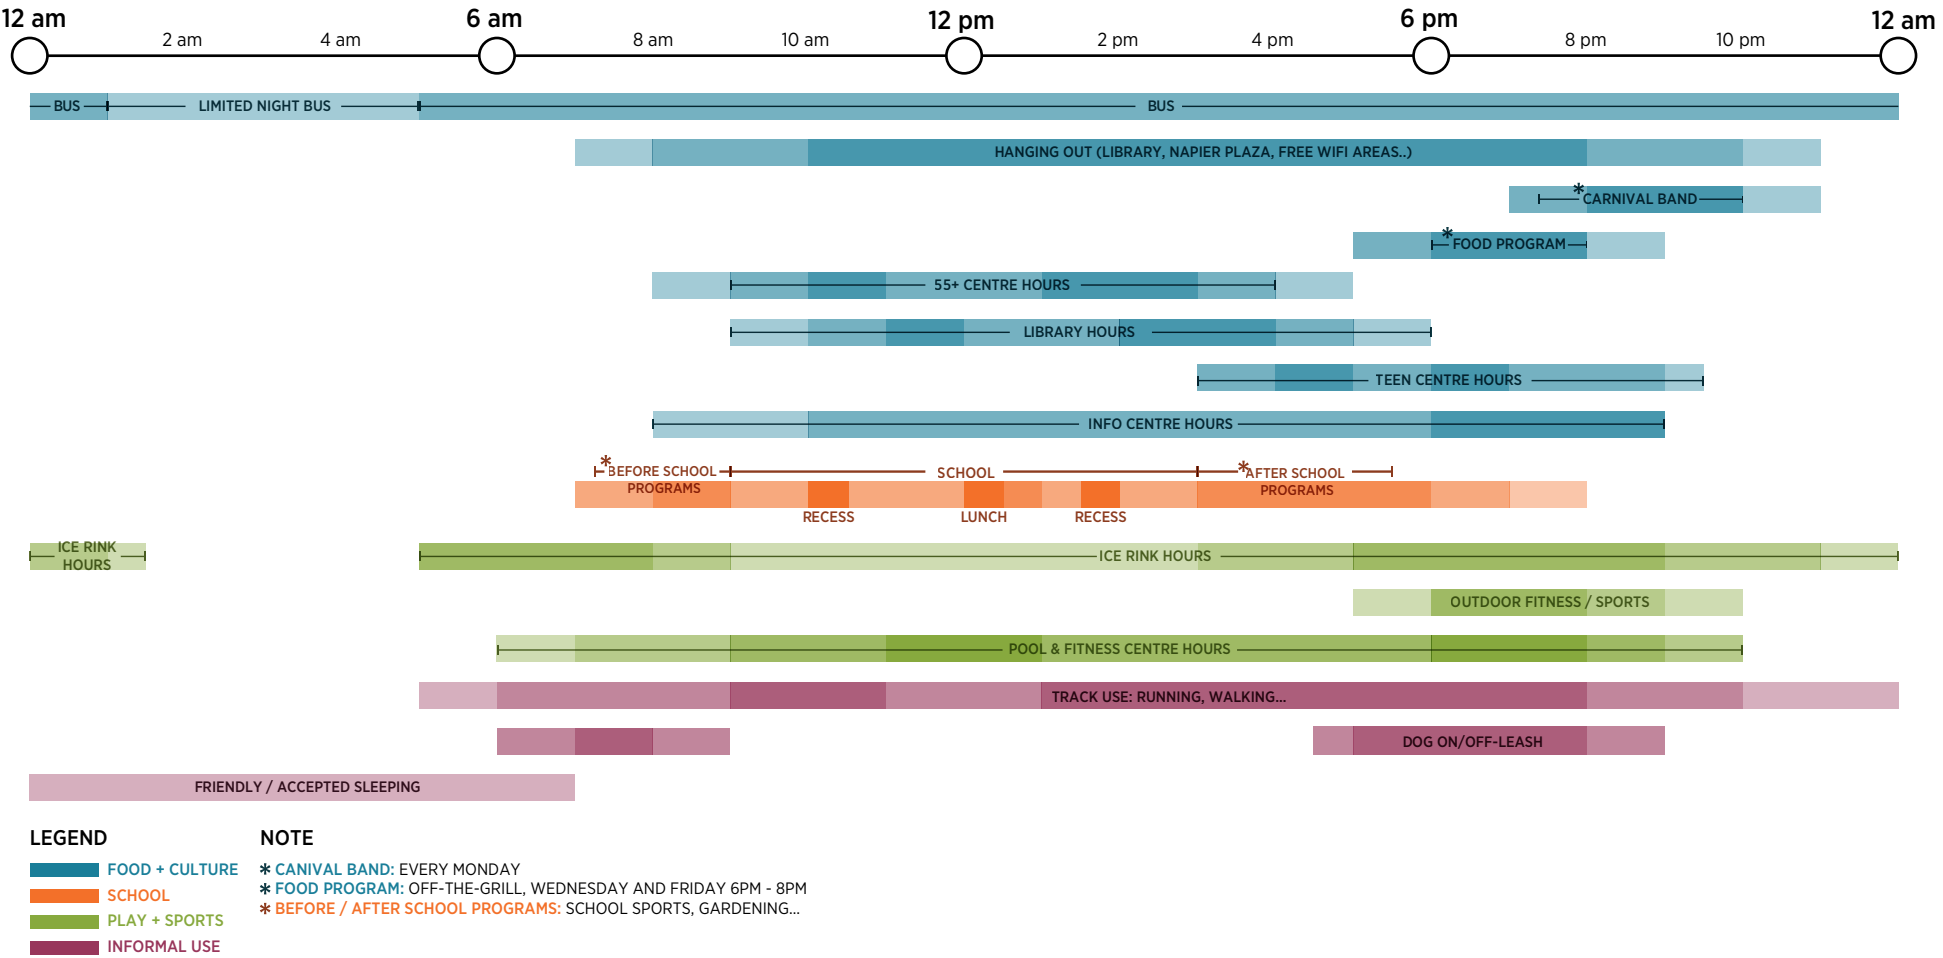 12 am 6 am 12 pm 6 pm 12 am
2 am 4 am 8 am 10 am 2 pm 4 pm 8 pm 10 pm
BUS LIMITED NIGHT BUS BUS
HANGING OUT (LIBRARY, NAPIER PLAZA, FREE WIFI AREAS..)
*CARNIVAL BAND
*FOOD PROGRAM
55+ CENTRE HOURS
LIBRARY HOURS
TEEN CENTRE HOURS
INFO CENTRE HOURS
*BEFORE SCHOOL
PROGRAMS
SCHOOL
*AFTER SCHOOL
PROGRAMS
RECESS LUNCH RECESS
ICE RINK
HOURS
ICE RINK HOURS
OUTDOOR FITNESS / SPORTS
POOL & FITNESS CENTRE HOURS
TRACK USE: RUNNING, WALKING...
DOG ON/OFF-LEASH
FRIENDLY / ACCEPTED SLEEPING
LEGEND
FOOD + CULTURE
SCHOOL
PLAY + SPORTS
INFORMAL USE
NOTE
* CANIVAL BAND: EVERY MONDAY
* FOOD PROGRAM: OFF-THE-GRILL, WEDNESDAY AND FRIDAY 6PM - 8PM
* BEFORE / AFTER SCHOOL PROGRAMS: SCHOOL SPORTS, GARDENING...